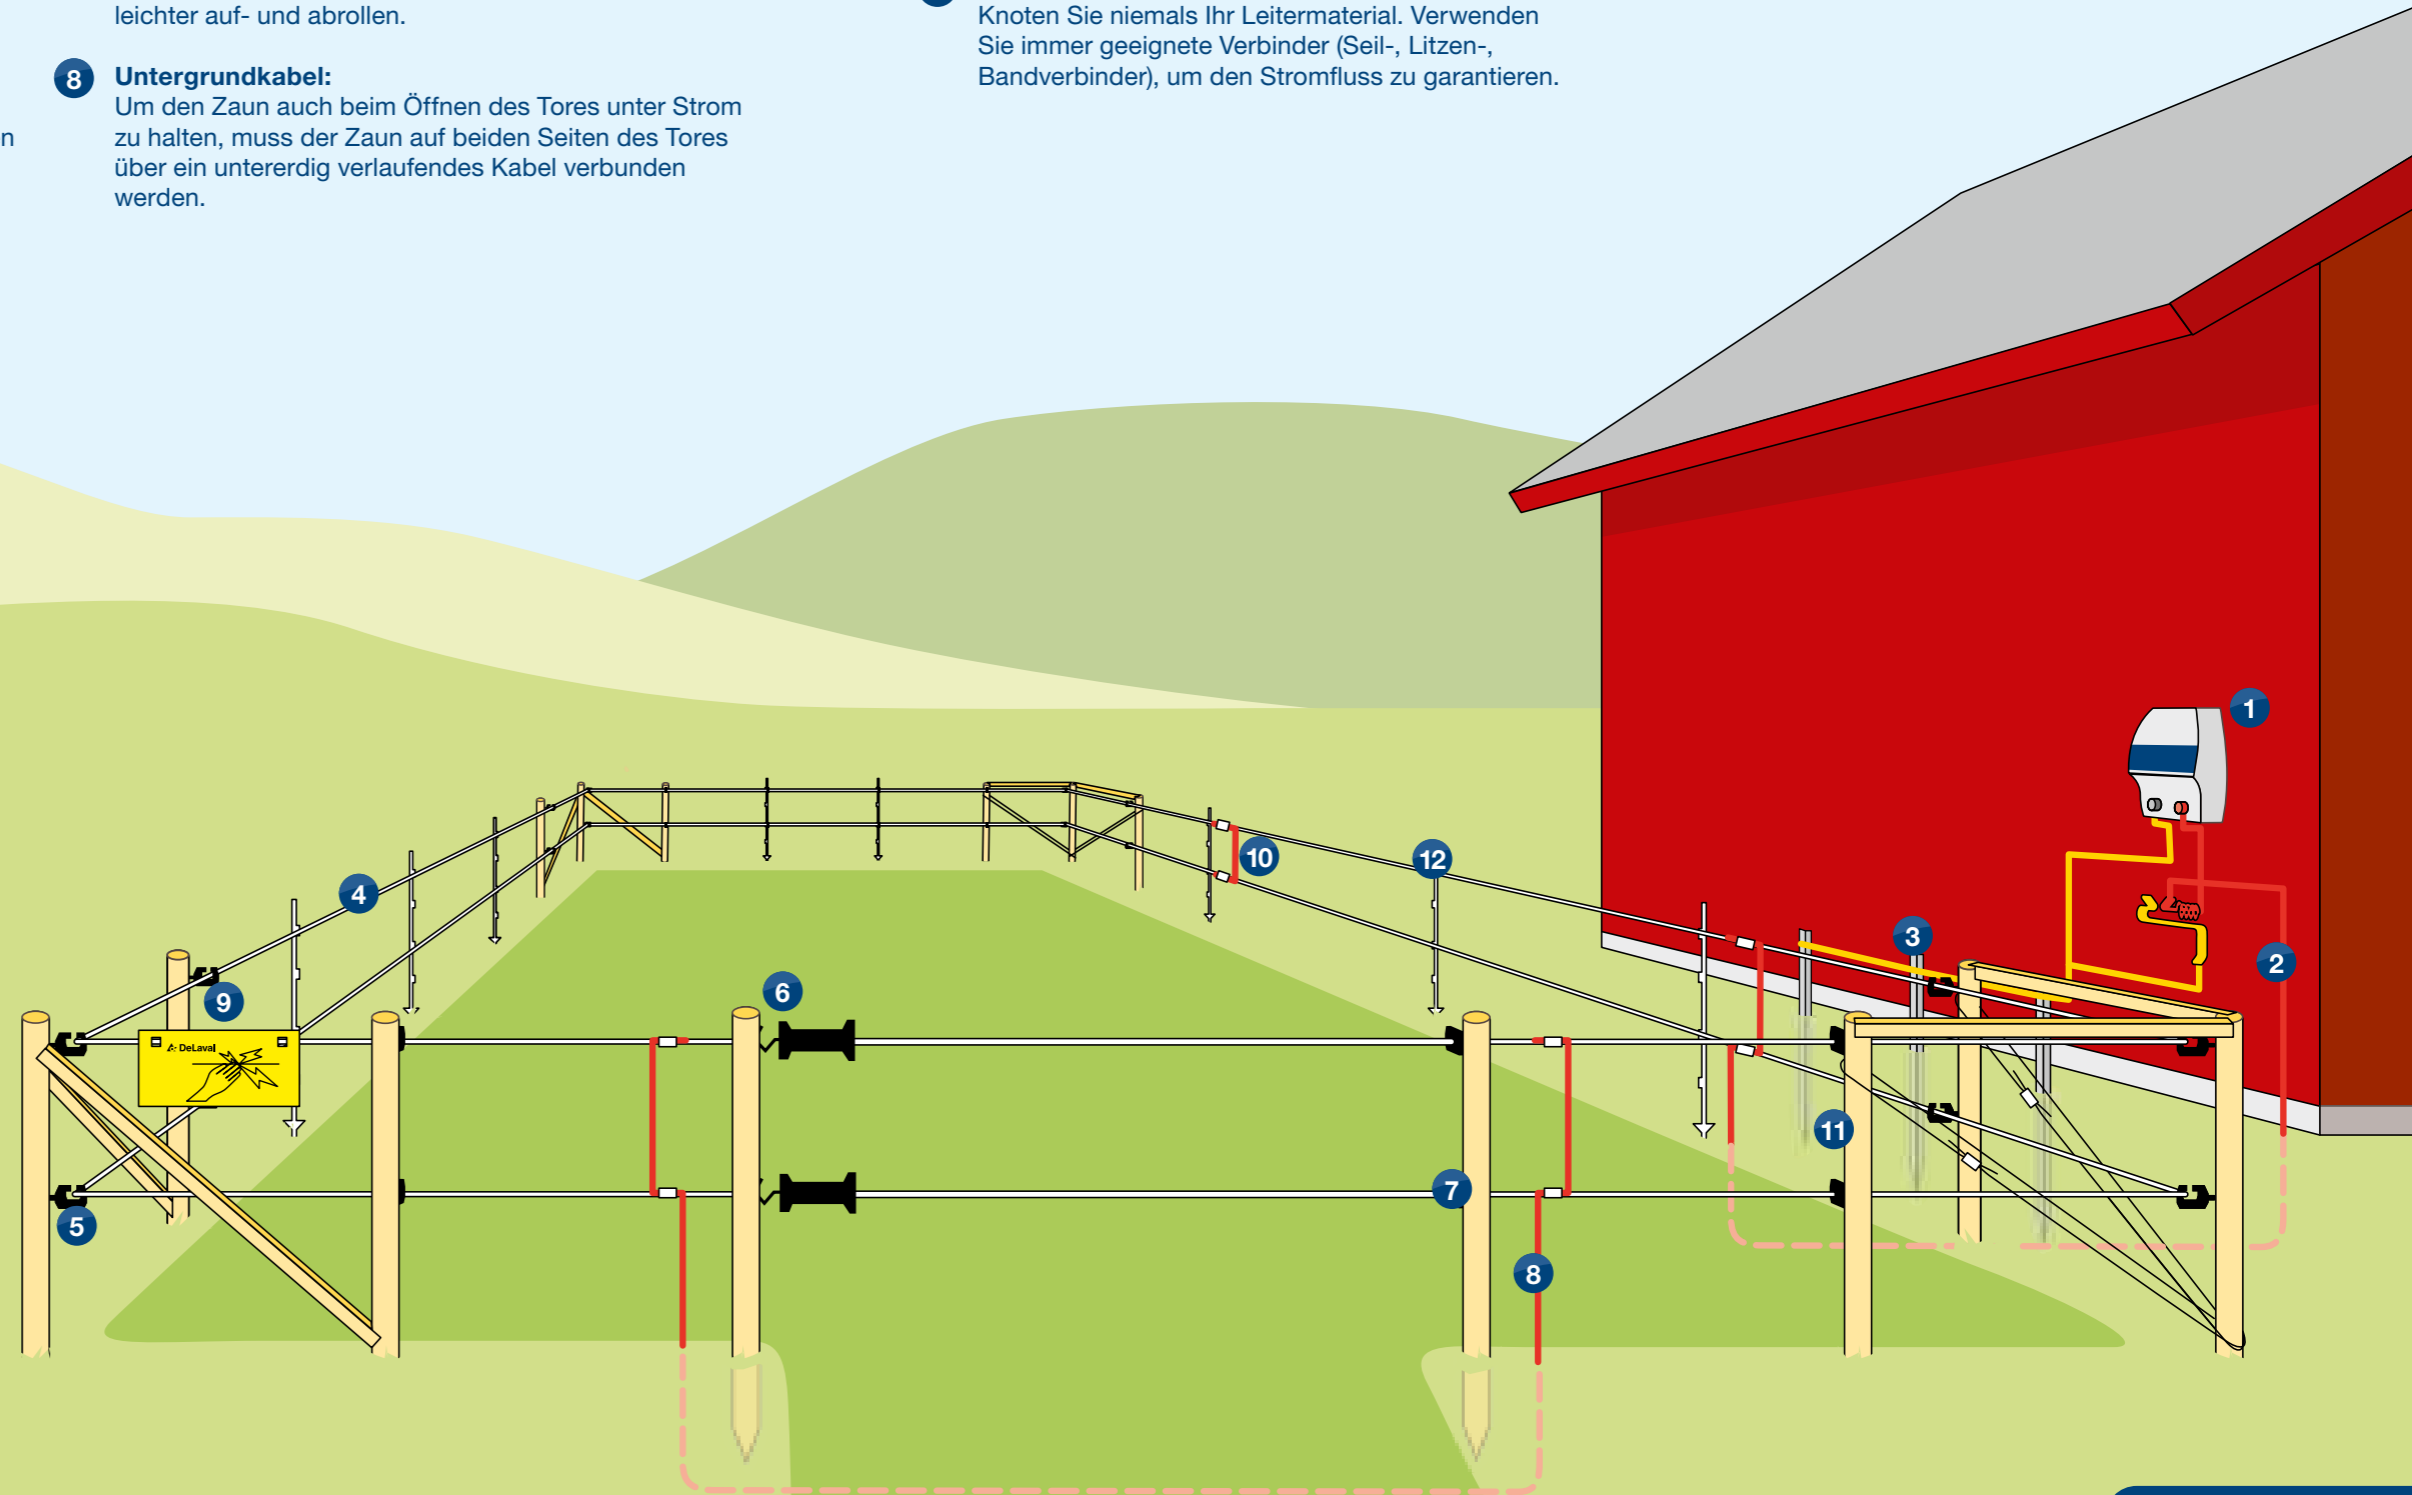 leichter auf- und abrollen.
8 Untergrundkabel:
Um den Zaun auch beim Öffnen des Tores unter Strom
zu halten, muss der Zaun auf beiden Seiten des Tores
über ein untererdig verlaufendes Kabel verbunden
werden.
n
Knoten Sie niemals Ihr Leitermaterial. Verwenden
Sie immer geeignete Verbinder (Seil-, Litzen-,
Bandverbinder), um den Stromfluss zu garantieren.
1
10
12
4
3
2
9
6
DeLaval
11
7
5
8